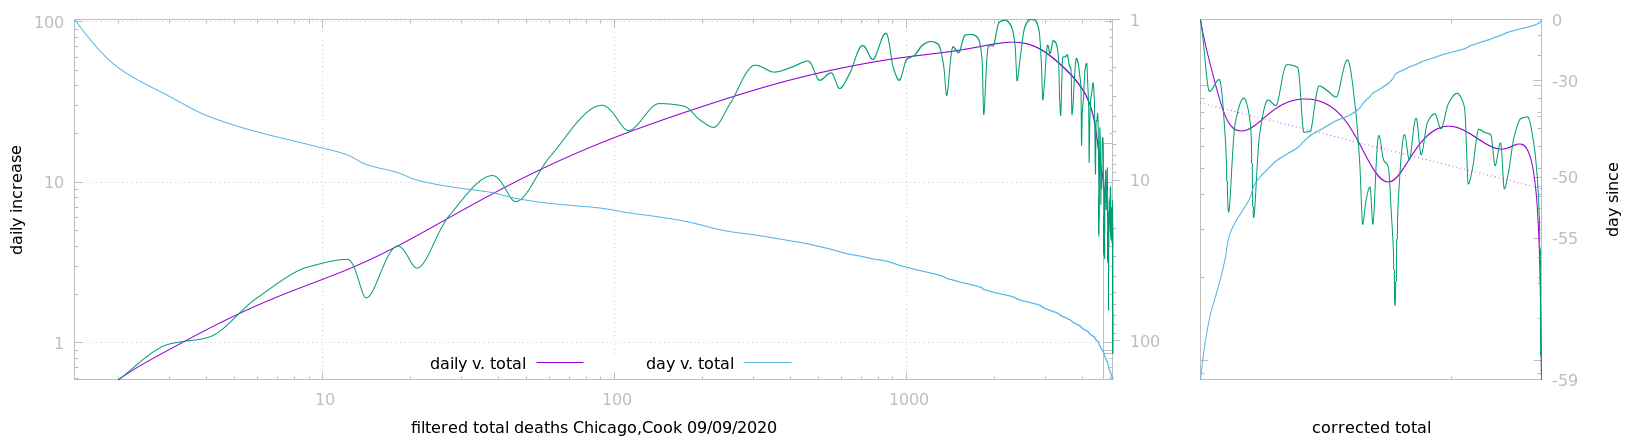 100
10
1
daily increase
10
100
1000
1
10
100
daily v. total
day v. total
filtered total deaths Chicago,Cook 09/09/2020
0
-30
-50
-55
-59
day since
corrected total